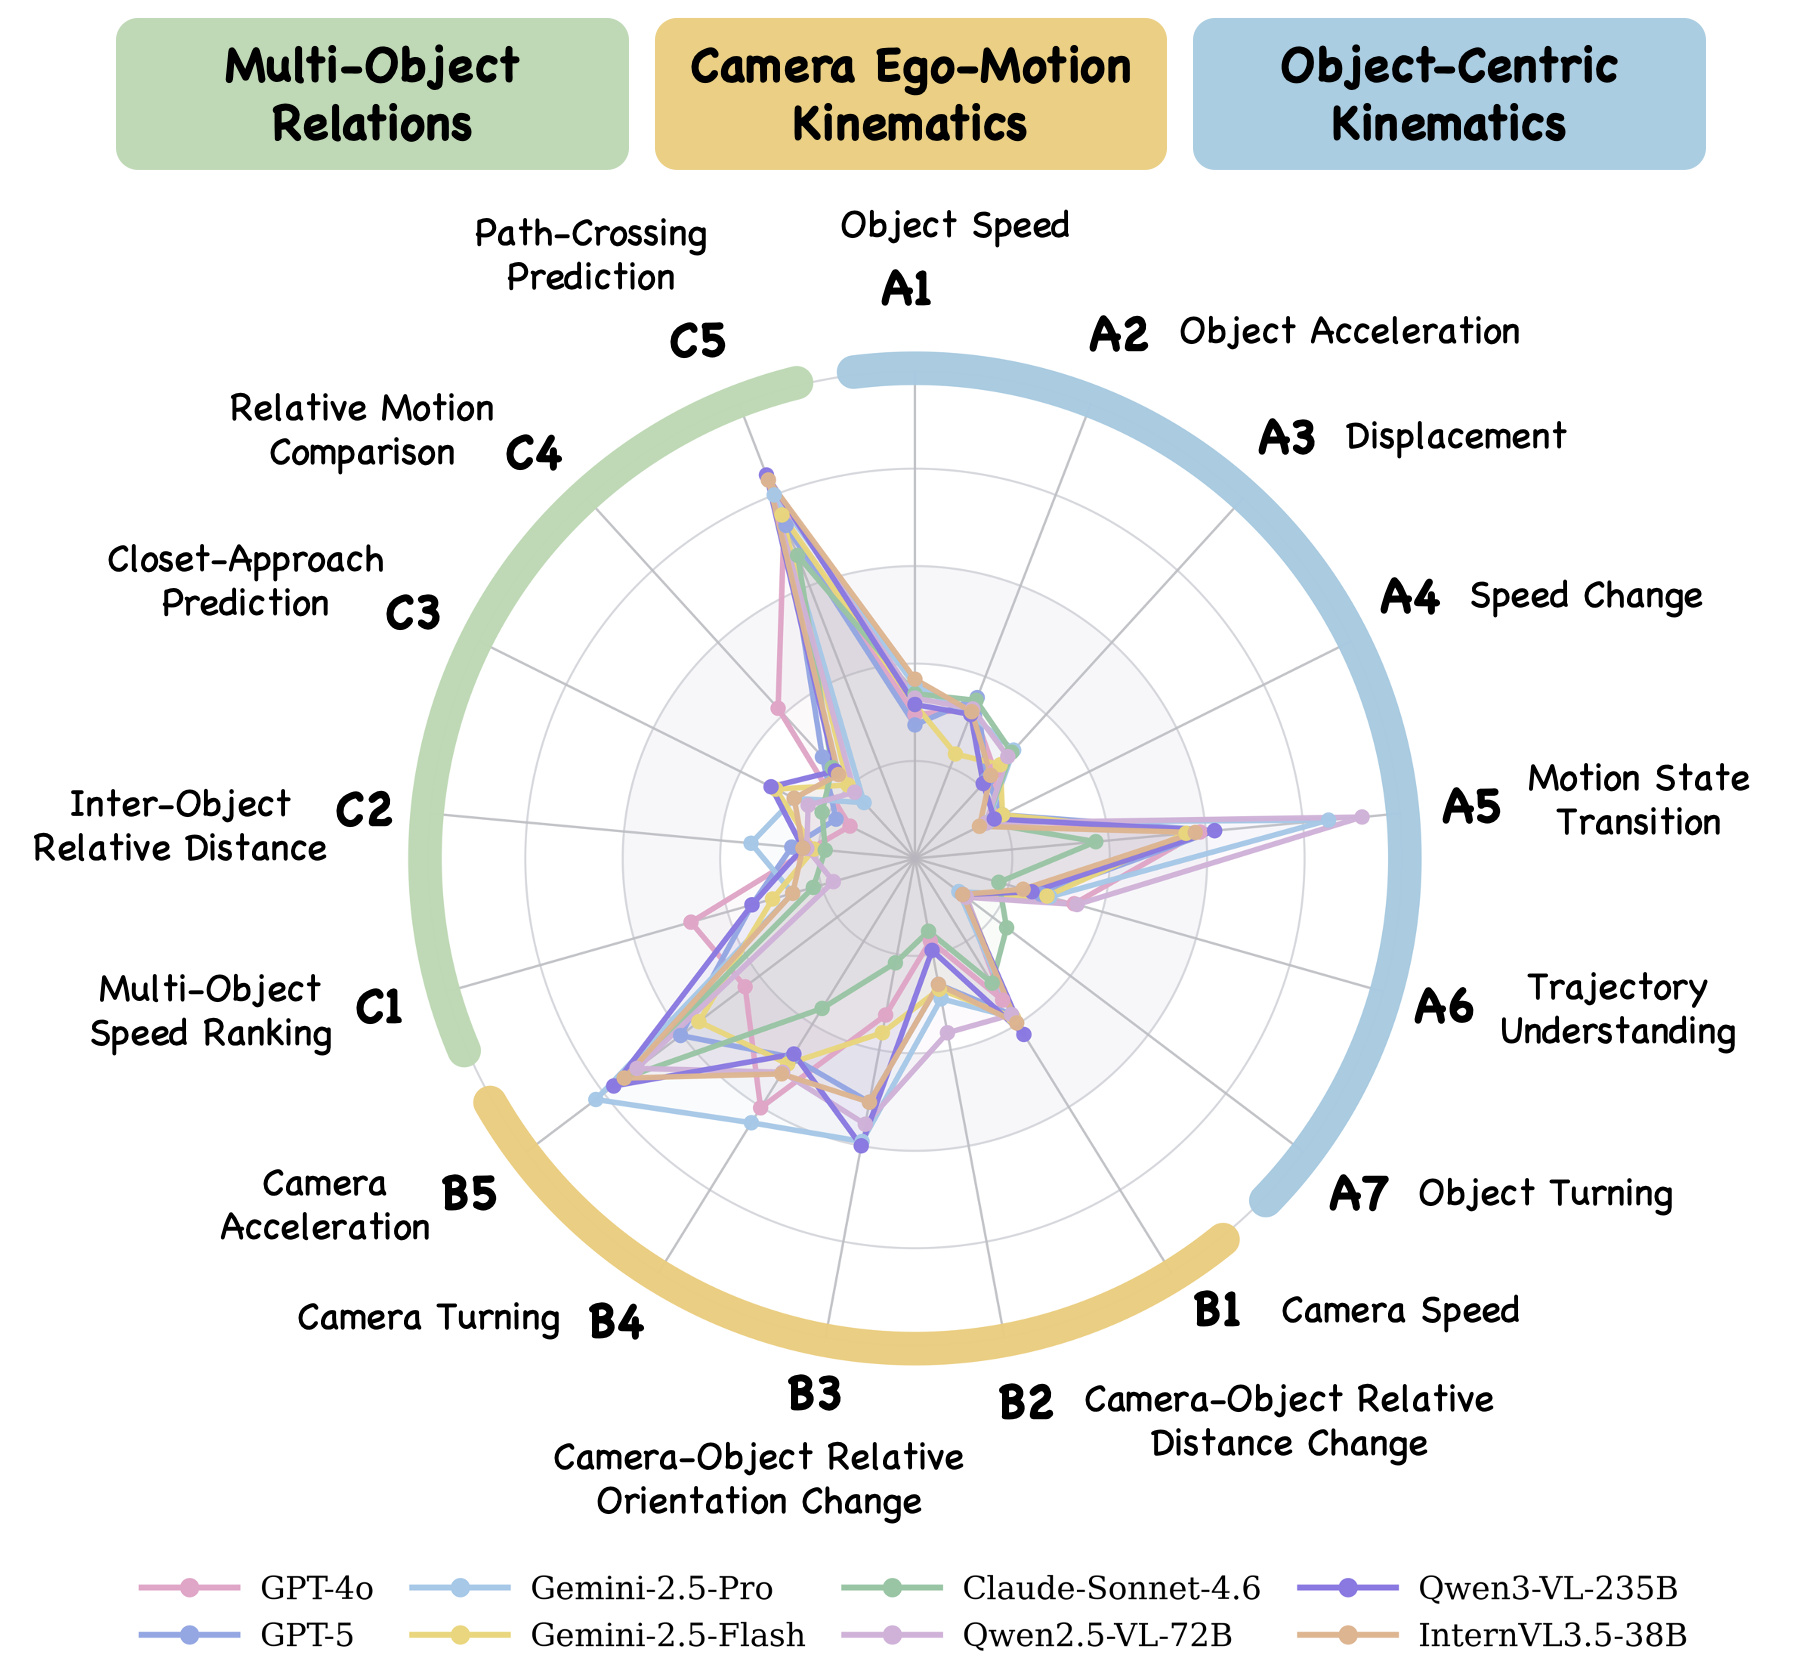 Multi-Object
Relations
Camera Ego-Motion
Kinematics
Object-Centric
Kinematics
Object Speed
A1
A2 Object Acceleration
A3 Displacement
A4 Speed Change
A5
Motion State
Transition
A6
Trajectory
Understanding
A7 Object Turning
B1 Camera Speed
B2
Camera-Object Relative
Distance Change
B3
Camera-Object Relative
Orientation Change
Camera Turning B4
Camera
Acceleration
B5
Multi-Object
Speed Ranking
C1
Inter-Object
Relative Distance
C2
Closet-Approach
Prediction
C3
Relative Motion
Comparison
C4
Path-Crossing
Prediction
C5
GPT-4o
GPT-5
Gemini-2.5-Pro
Gemini-2.5-Flash
Claude-Sonnet-4.6
Qwen2.5-VL-72B
Qwen3-VL-235B
InternVL3.5-38B